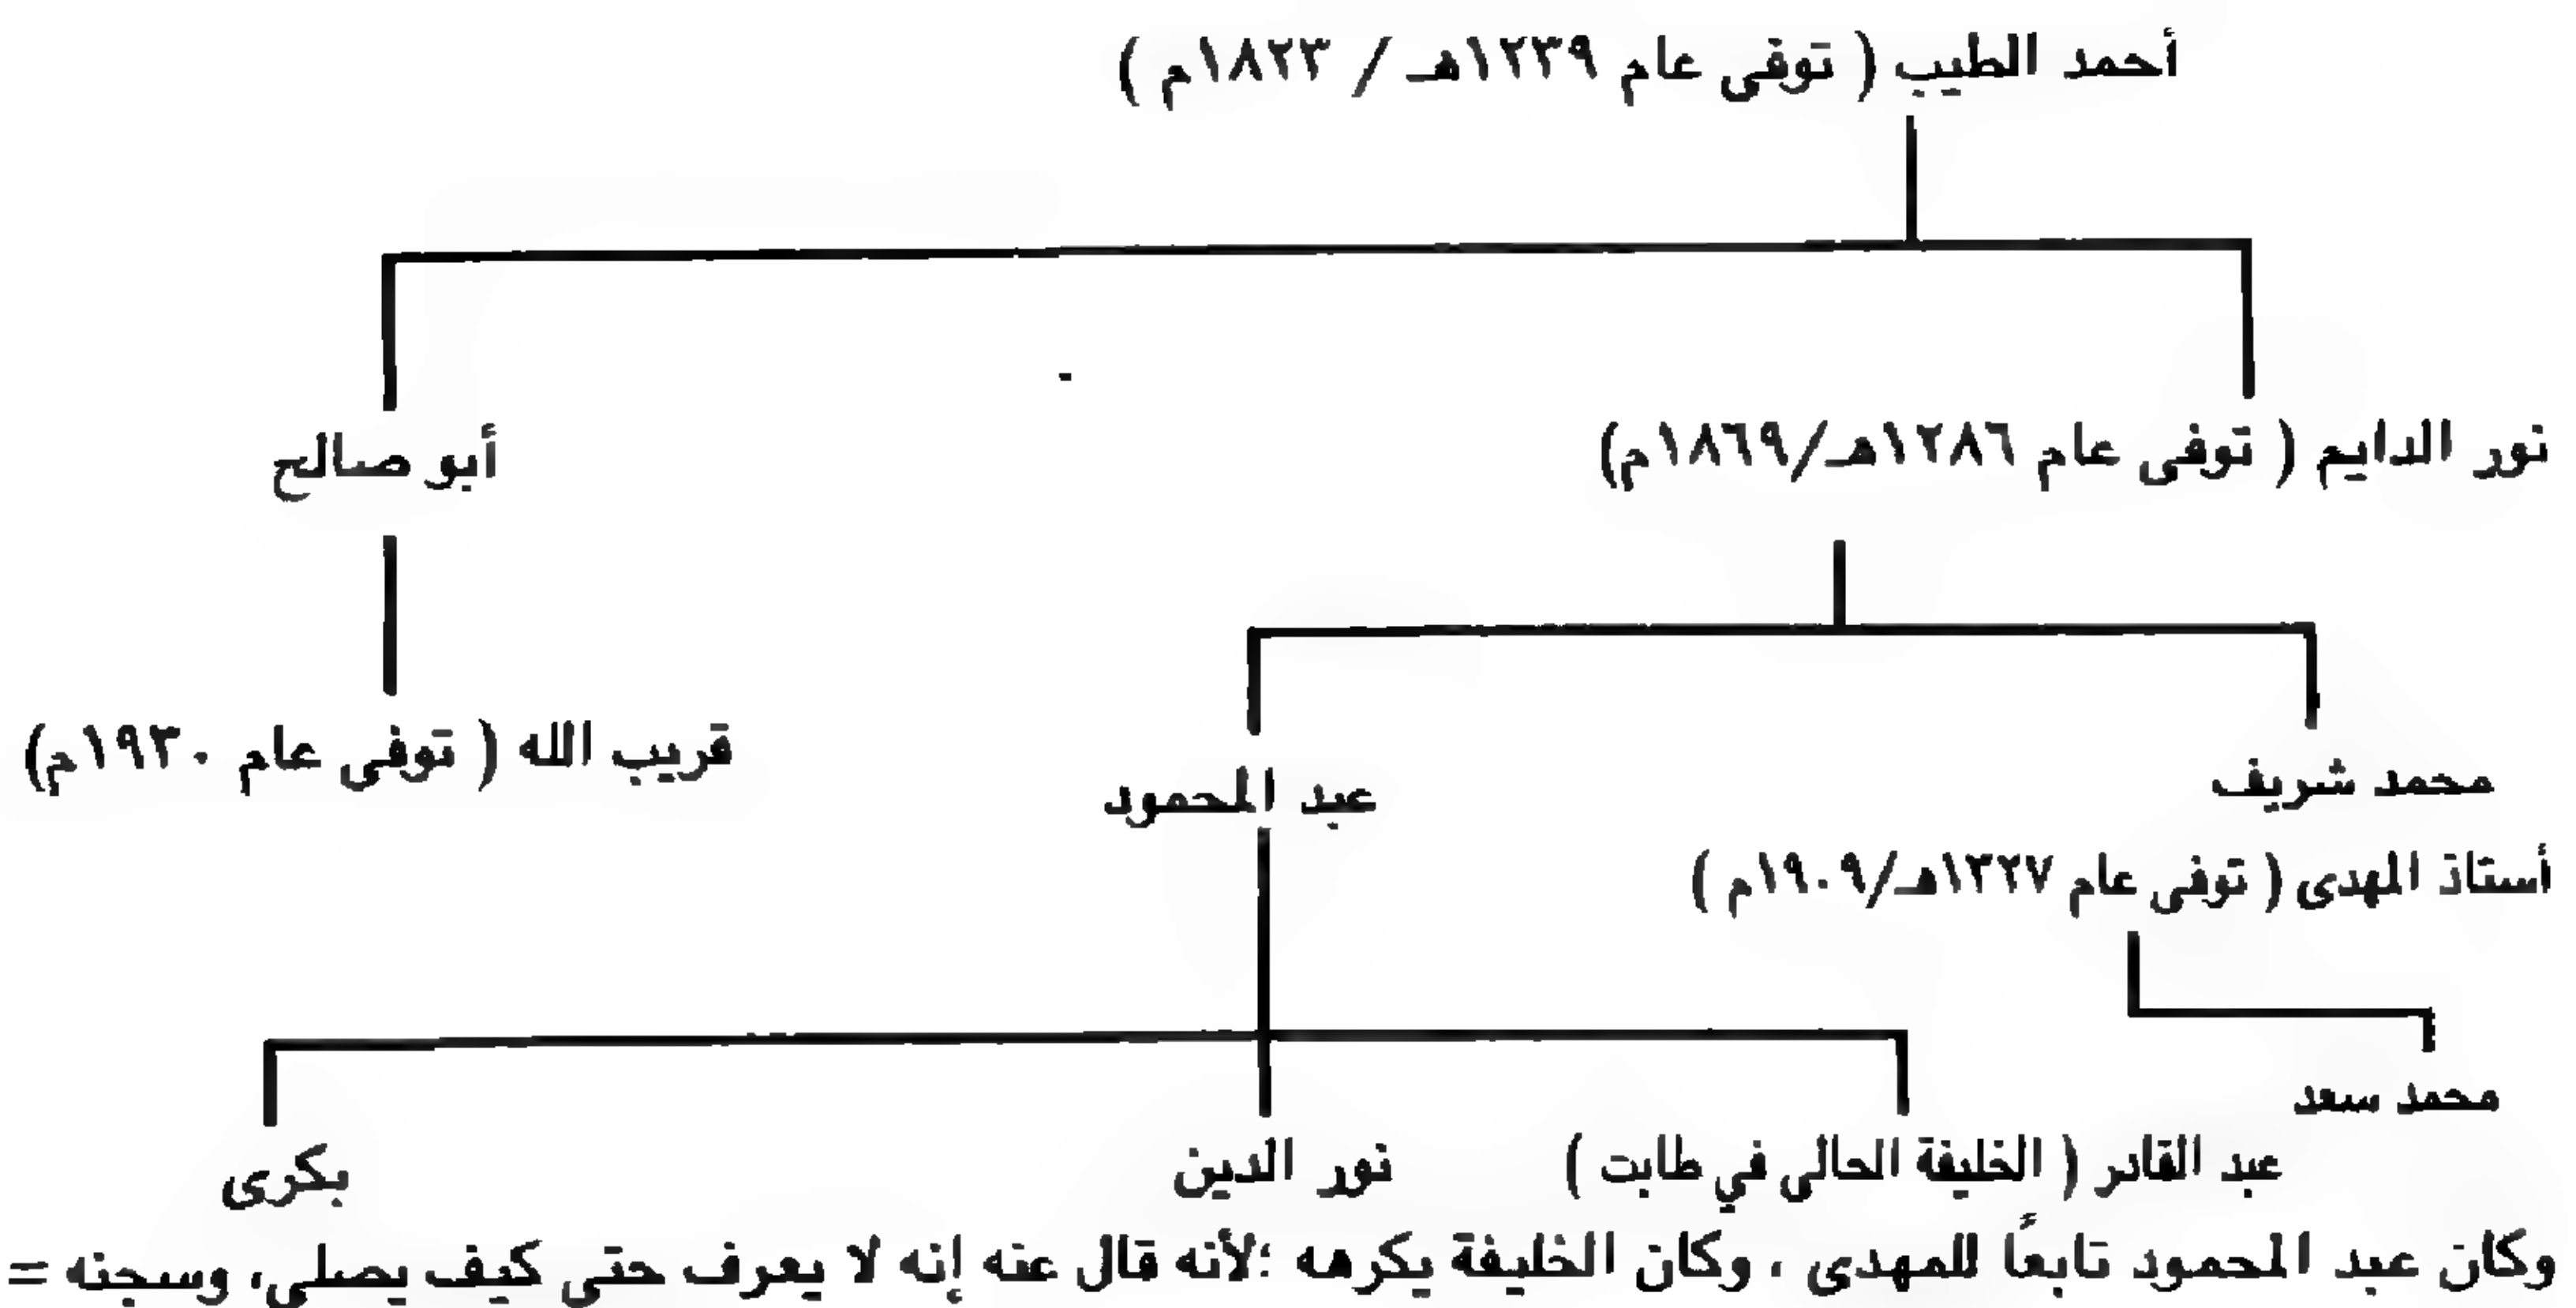 أحمد الطيب ( توفى عام ١٢٣٩هـ / ١٨٢٣م )
نور الدايم ( توفى عام ١٢٨٦هـ/١٨٦٩م)
أبو صالح
محمد شريف
عبد المحمود
قريب الله ( توفى عام ١٩٣٠م)
أستاذ المهدى ( توفى عام ١٣٢٧هـ/١٩٠٩م )
محمد سعد
عبد القادر ( الخليفة الحالى في طابت )
نور الدين
بكرى
وكان عبد المحمود تابعًا للمهدى ، وكان الخليفة يكرهه ؛لأنه قال عنه إنه لا يعرف حتى كيف يصلى، وسجنه =